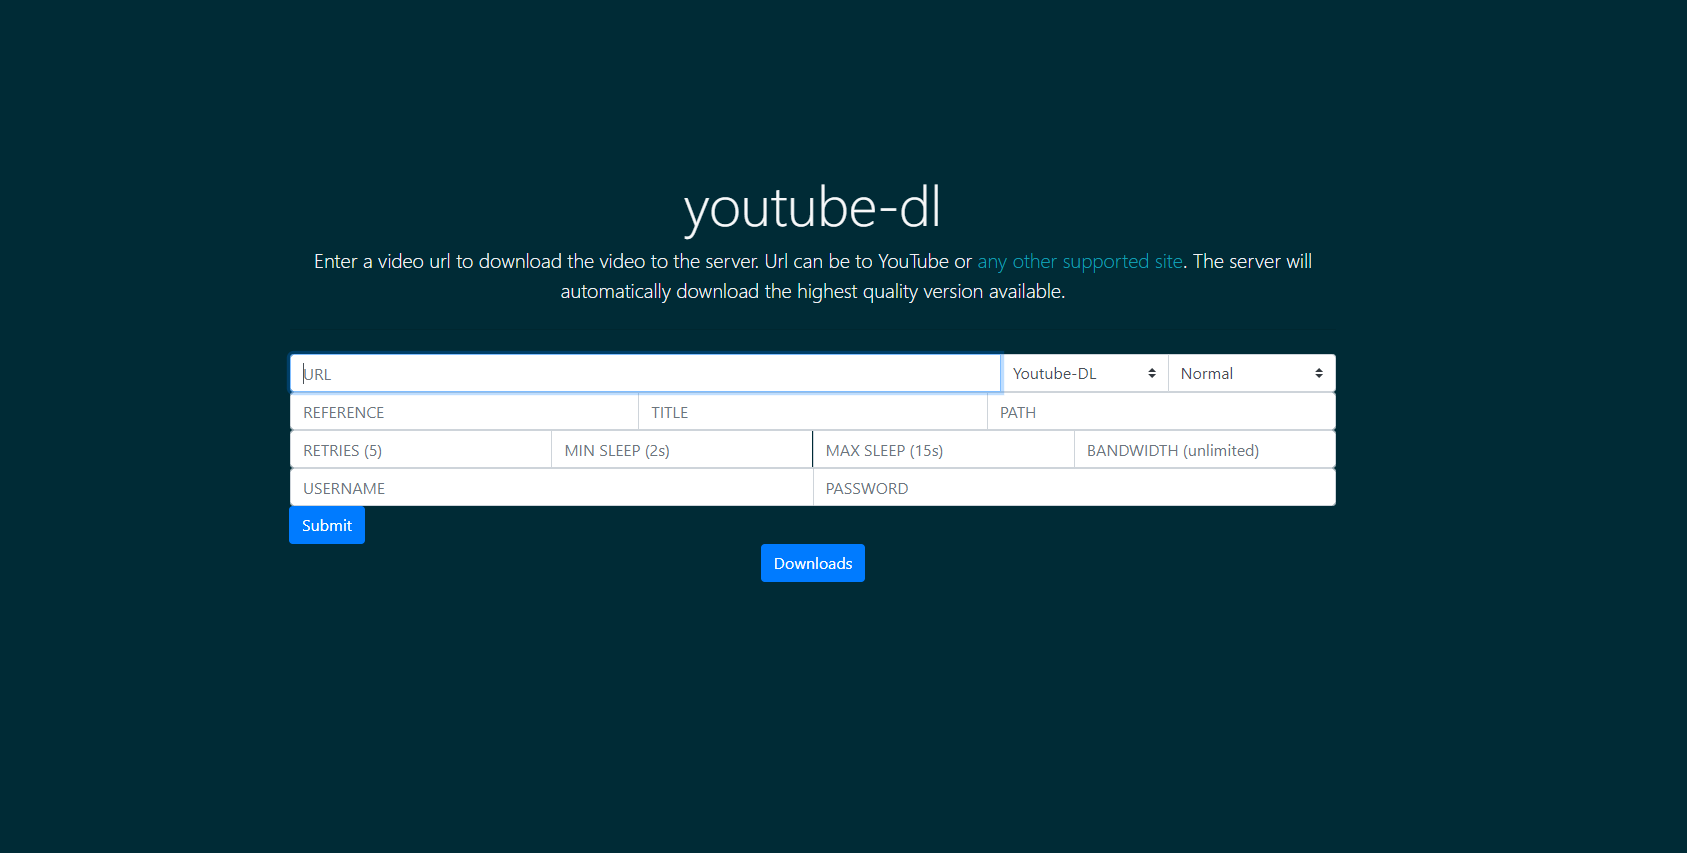 youtube-dl
Enter a video url to download the video to the server. Url can be to YouTube or any other supported site. The server will
automatically download the highest quality version available.
URL Youtube-DL Normal
REFERENCE TITLE PATH
RETRIES (5) MIN SLEEP (2s) MAX SLEEP (15s) BANDWIDTH (unlimited)
USERNAME PASSWORD
Submit
Downloads